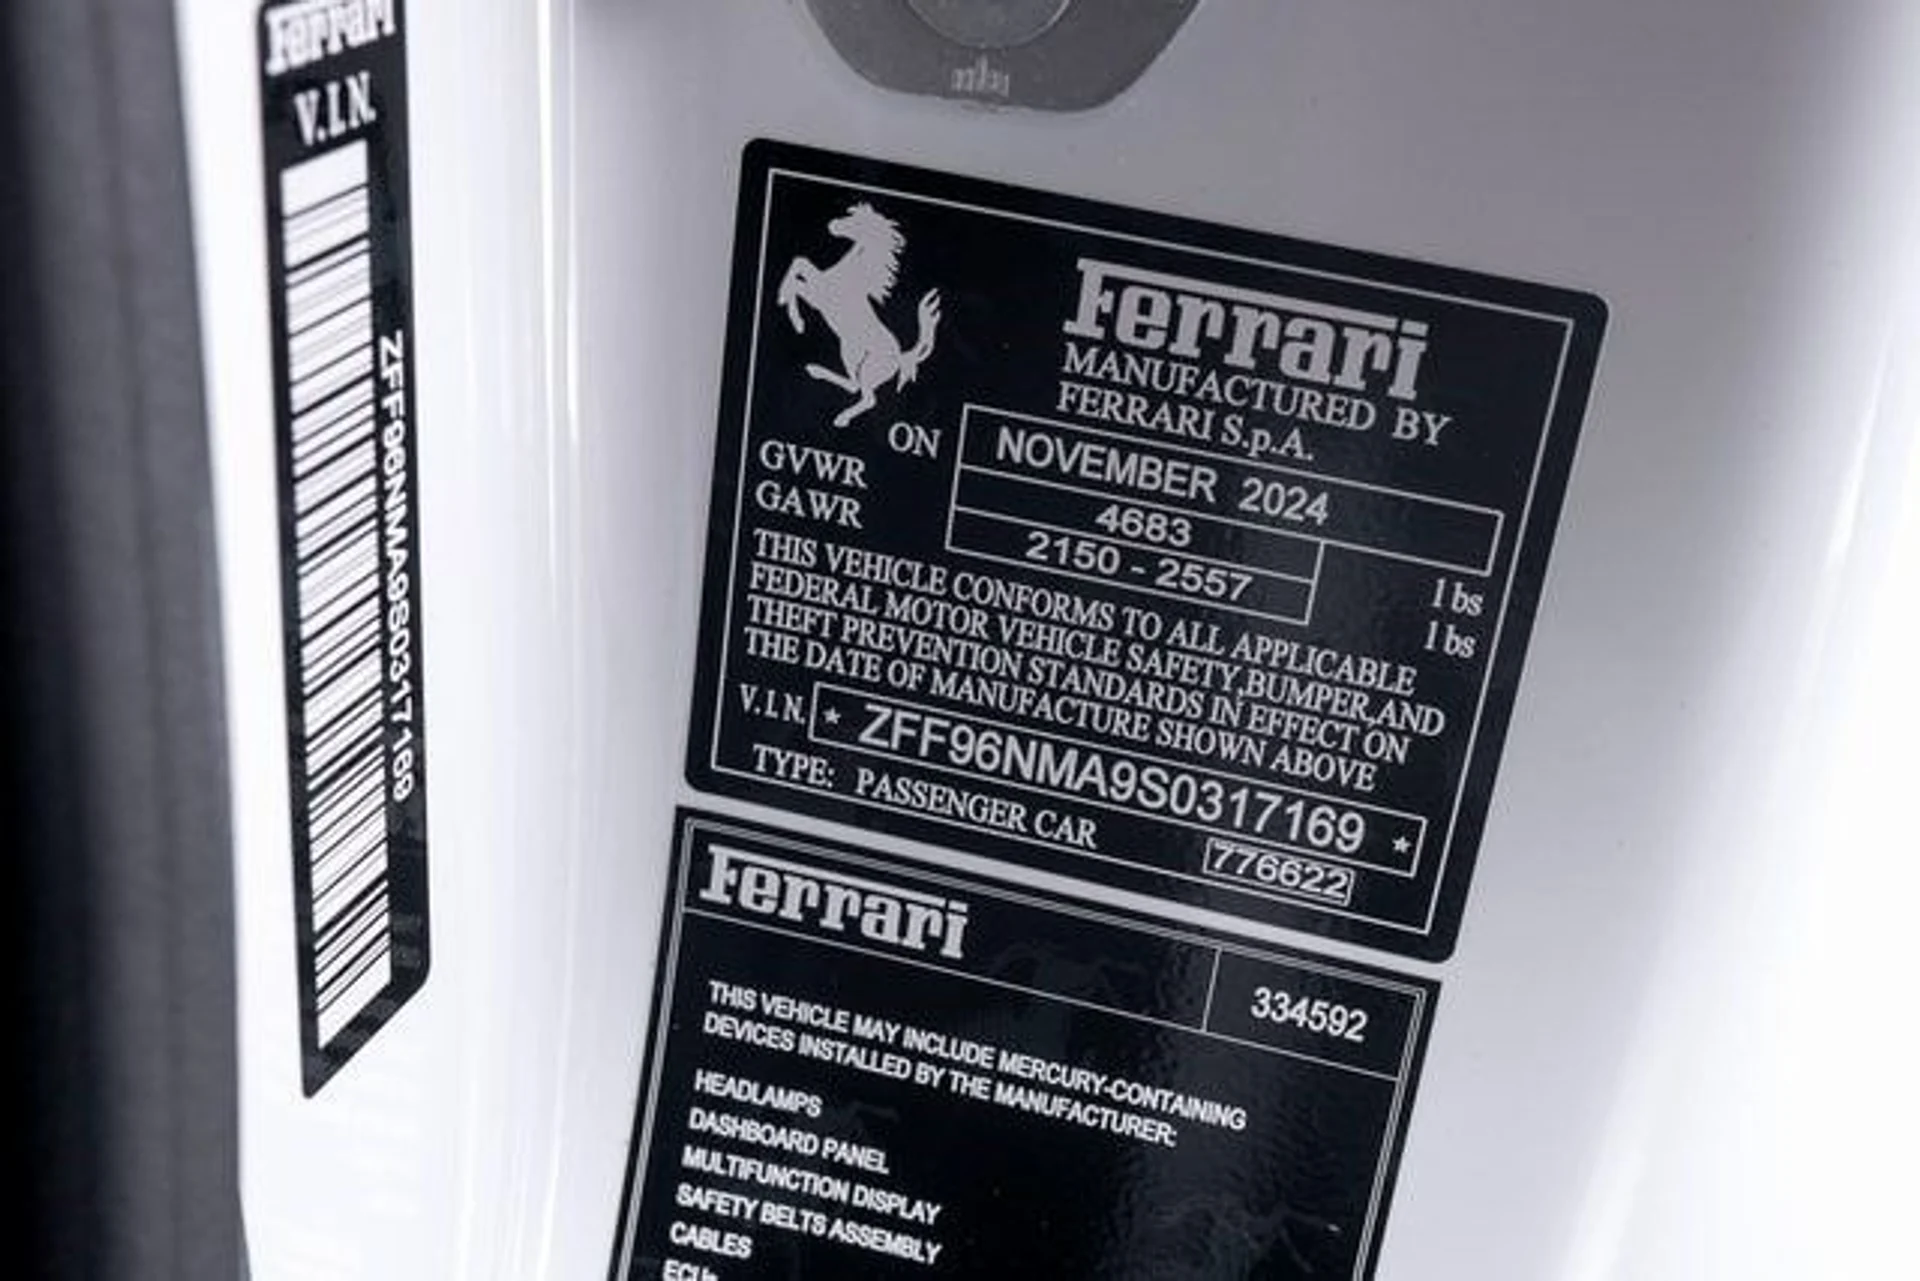 Ferrari
V.I.N.
ZFF96NMA9S0317169
Ferrari
MANUFACTURED BY
FERRARI S.p.A.
ON NOVEMBER 2024
GVWR 4683 lbs
GAWR 2150 - 2557 lbs
THIS VEHICLE CONFORMS TO ALL APPLICABLE
FEDERAL MOTOR VEHICLE SAFETY,BUMPER,AND
THEFT PREVENTION STANDARDS IN EFFECT ON
THE DATE OF MANUFACTURE SHOWN ABOVE
V.I.N. * ZFF96NMA9S0317169 *
TYPE: PASSENGER CAR
776622
Ferrari 334592
THIS VEHICLE MAY INCLUDE MERCURY-CONTAINING
DEVICES INSTALLED BY THE MANUFACTURER:
HEADLAMPS
DASHBOARD PANEL
MULTIFUNCTION DISPLAY
SAFETY BELTS ASSEMBLY
CABLES